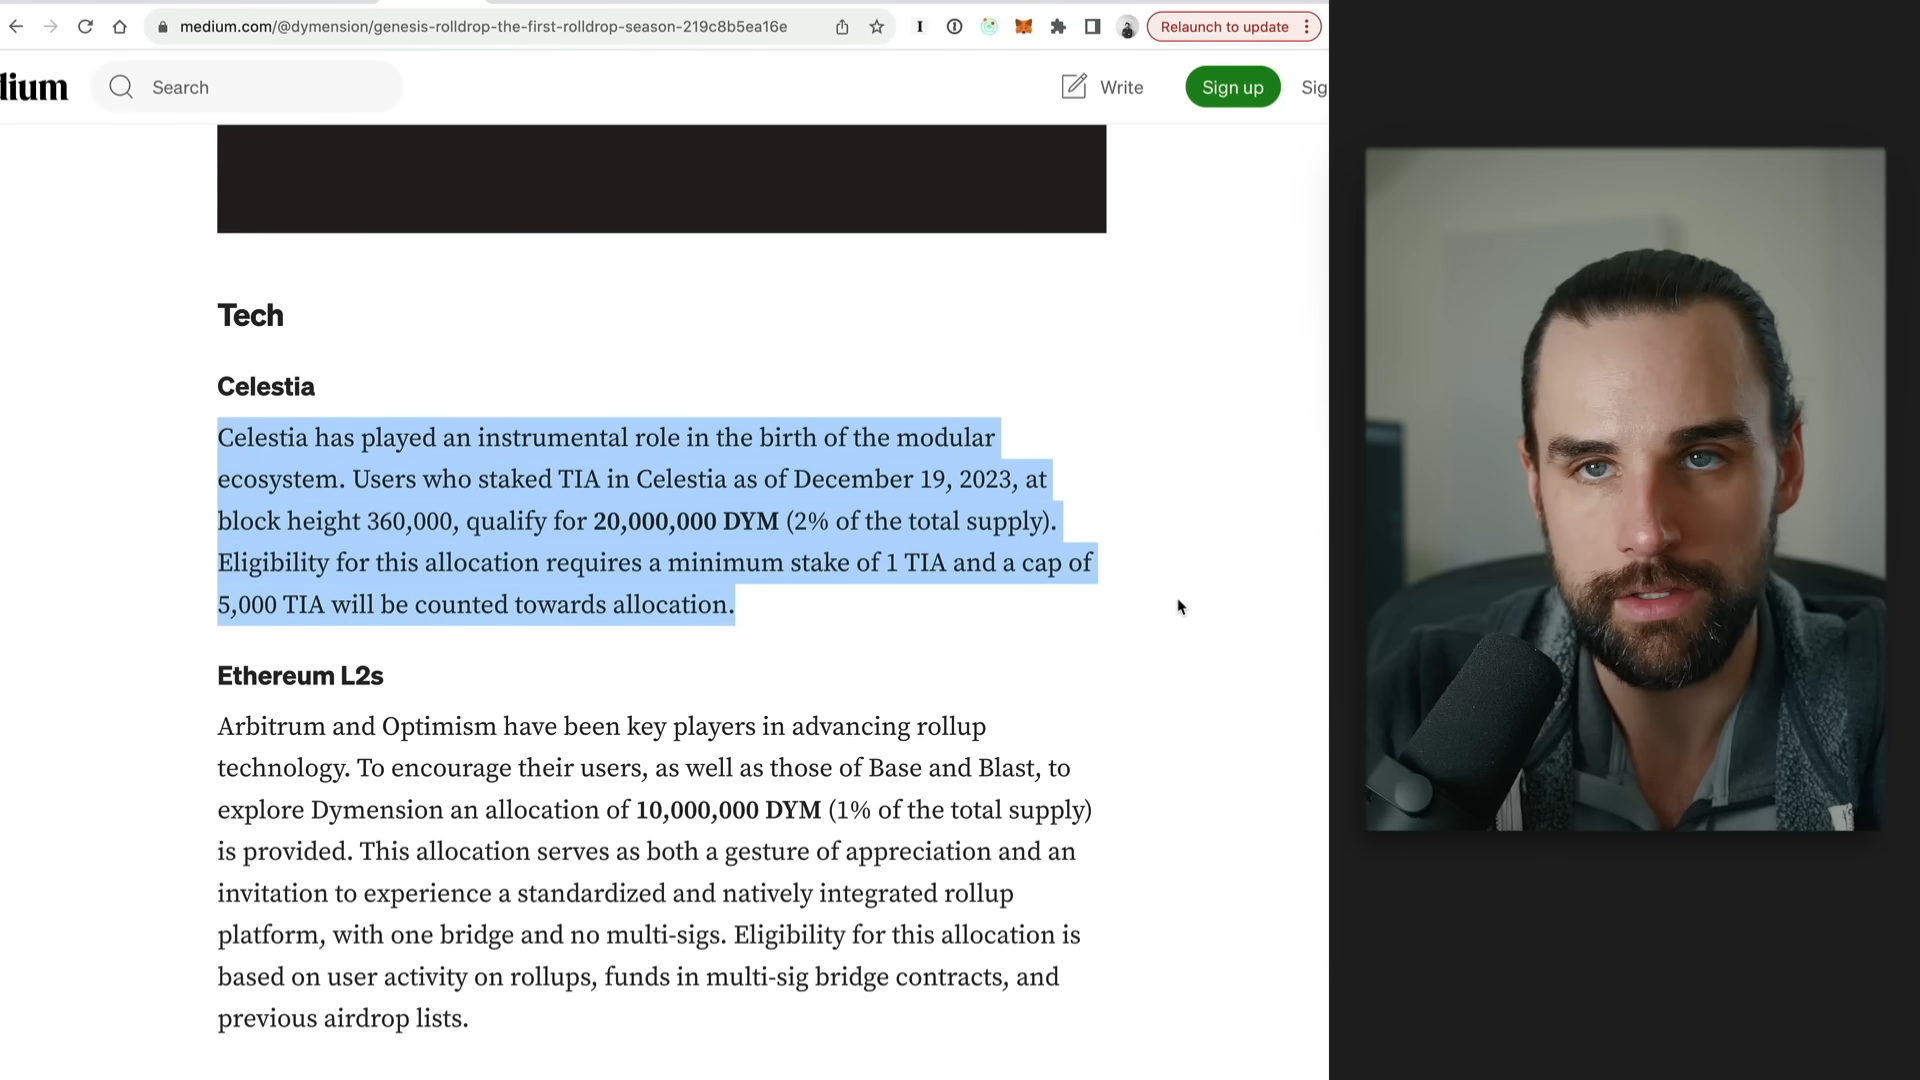 medium.com/@dymension/genesis-rolldrop-the-first-rolldrop-season-219c8b5ea16e
Relaunch to update
dium
Search
Write
Sign up
Sig
Tech
Celestia
Celestia has played an instrumental role in the birth of the modular
ecosystem. Users who staked TIA in Celestia as of December 19, 2023, at
block height 360,000, qualify for 20,000,000 DYM (2% of the total supply).
Eligibility for this allocation requires a minimum stake of 1 TIA and a cap of
5,000 TIA will be counted towards allocation.
Ethereum L2s
Arbitrum and Optimism have been key players in advancing rollup
technology. To encourage their users, as well as those of Base and Blast, to
explore Dymension an allocation of 10,000,000 DYM (1% of the total supply)
is provided. This allocation serves as both a gesture of appreciation and an
invitation to experience a standardized and natively integrated rollup
platform, with one bridge and no multi-sigs. Eligibility for this allocation is
based on user activity on rollups, funds in multi-sig bridge contracts, and
previous airdrop lists.